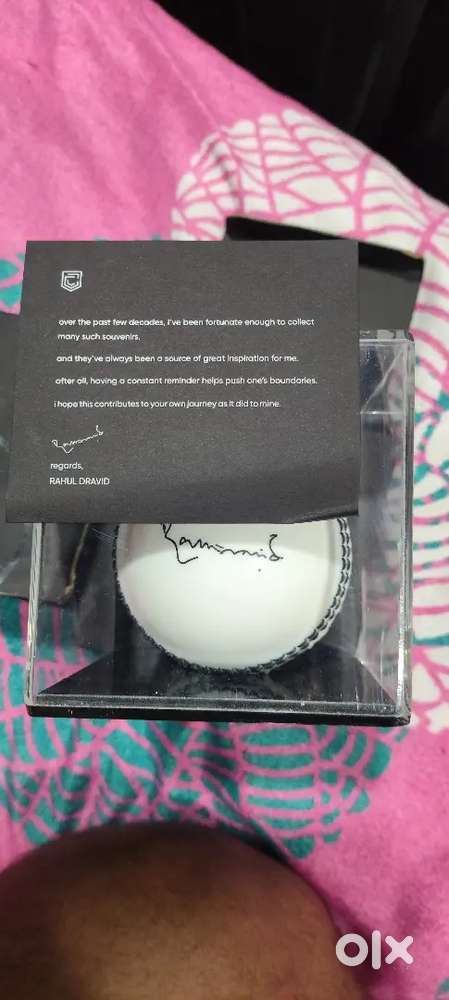 over the past few decades, i've been fortunate enough to collect
many such souvenirs,
and they've always been a source of great inspiration for me.
after all, having a constant reminder helps push one's boundaries.
i hope this contributes to your own journey as it did to mine.
regards,
RAHUL DRAVID
olx